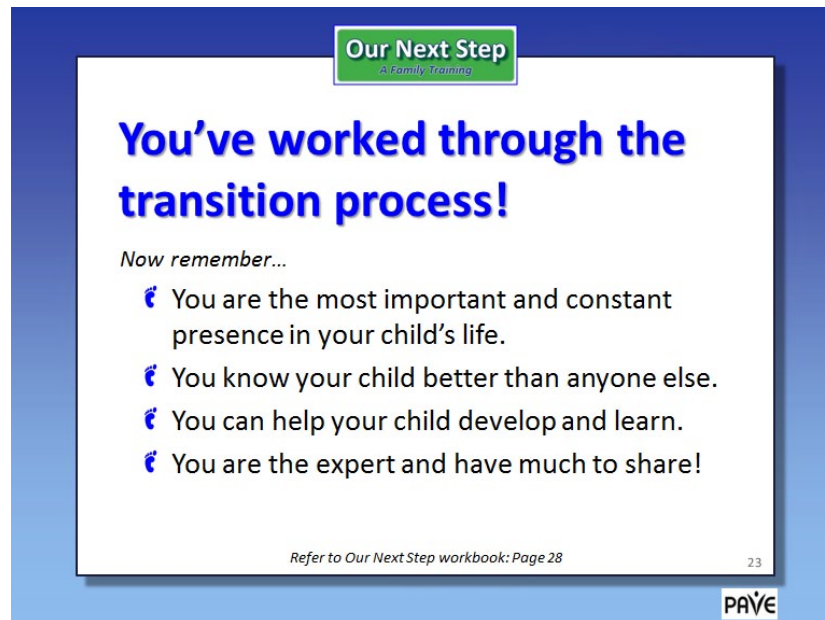 Our Next Step
A Family Training
You've worked through the
transition process!
Now remember…
You are the most important and constant
presence in your child's life.
You know your child better than anyone else.
You can help your child develop and learn.
You are the expert and have much to share!
Refer to Our Next Step workbook: Page 28
23
PAVE